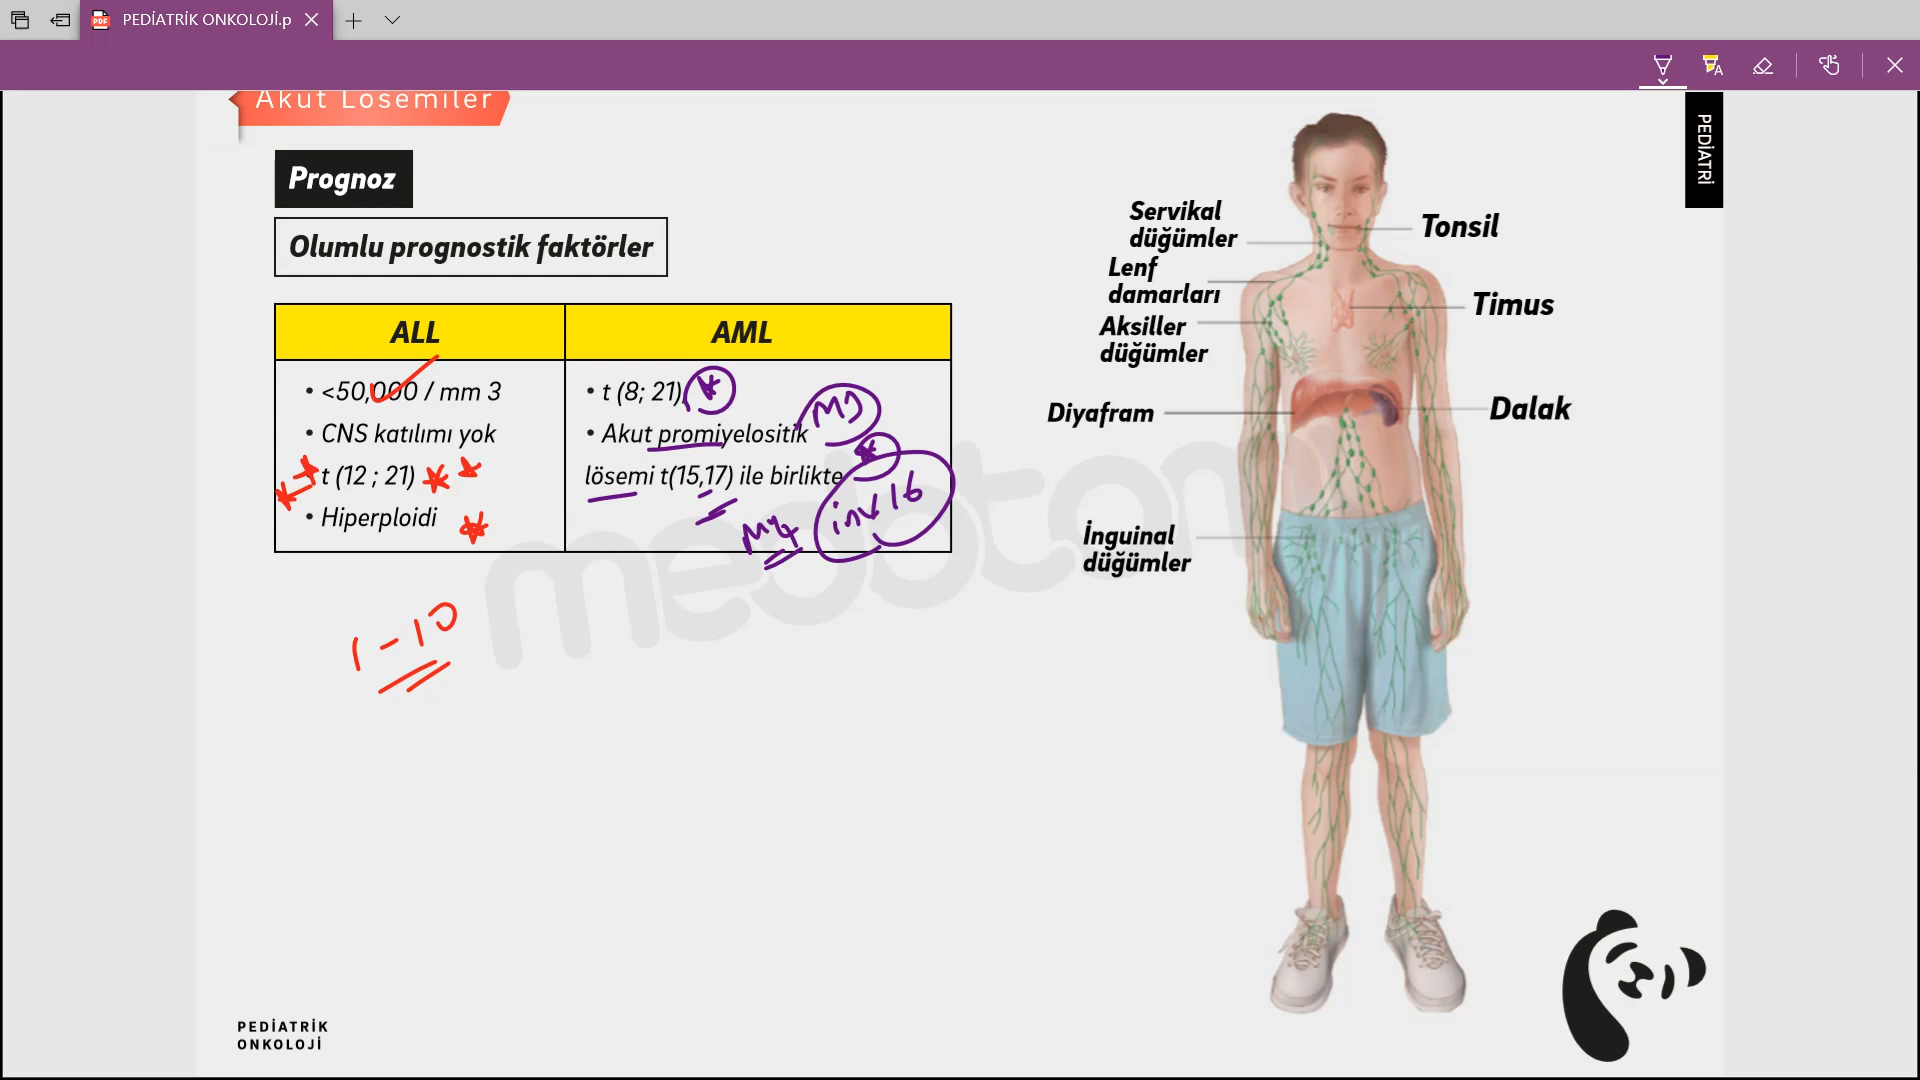 PEDİATRİK ONKOLOJİ.p
Akut Lösemiler
PEDİATRİ
Prognoz
Olumlu prognostik faktörler
ALL
AML
• <50,000 / mm 3
• CNS katılımı yok
• t (12 ; 21)
• Hiperploidi
• t (8; 21),
• Akut promiyelositik
lösemi t(15,17) ile birlikte
M3
M4
inv 16
1-10
Servikal
düğümler
Lenf
damarları
Aksiller
düğümler
Diyafram
İnguinal
düğümler
Tonsil
Timus
Dalak
medoton
PEDİATRİK
ONKOLOJİ